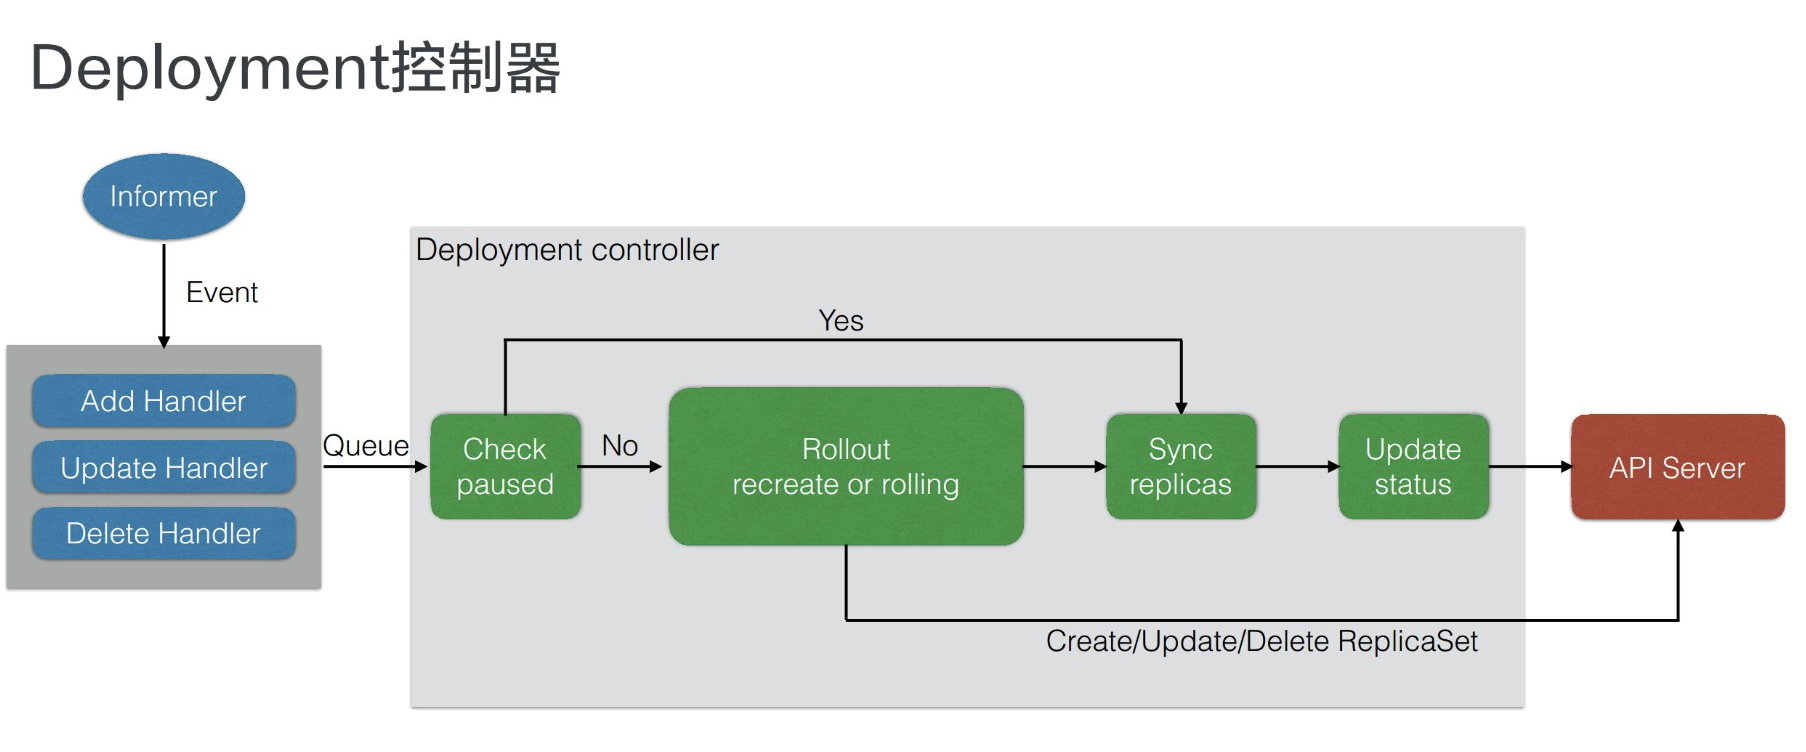 Deployment控制器
Informer
Event
Add Handler
Update Handler
Delete Handler
Queue
Deployment controller
Yes
Check
paused
No
Rollout
recreate or rolling
Sync
replicas
Update
status
API Server
Create/Update/Delete ReplicaSet